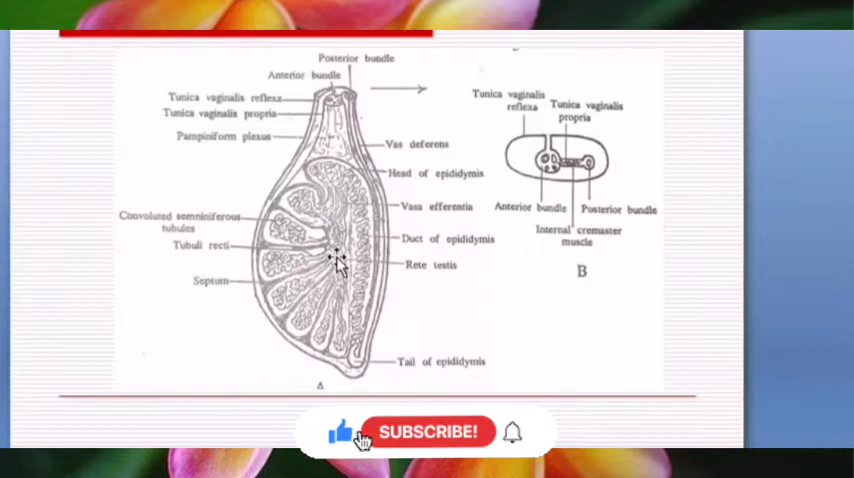 Posterior bundle
Anterior bundle
Tunica vaginalis reflexa
Tunica vaginalis propria
Pampiniform plexus
Vas deferens
Head of epididymis
Vasa efferentia
Convoluted semniniferous
tubules
Duct of epididymis
Tubuli recti
Rete testis
Septum
Tail of epididymis
A
Tunica vaginalis
reflexa
Tunica vaginalis
propria
Anterior bundle
Posterior bundle
Internal cremaster
muscle
B
SUBSCRIBE!